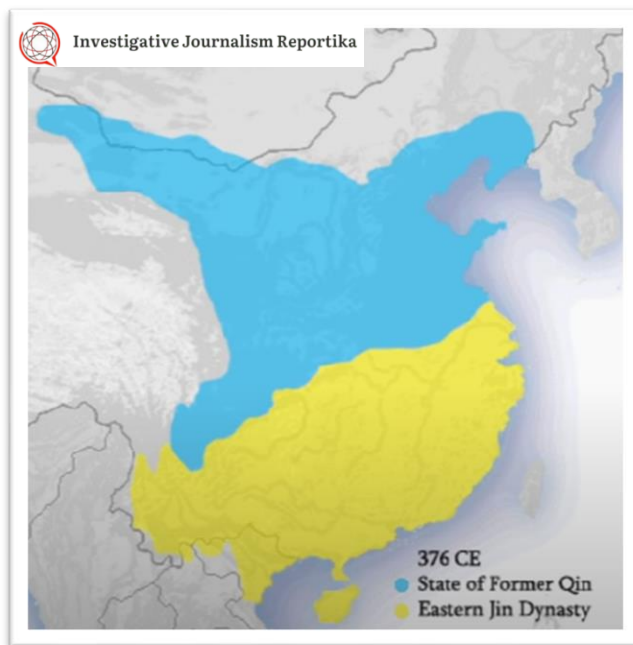 Investigative Journalism Reportika
376 CE
State of Former Qin
Eastern Jin Dynasty